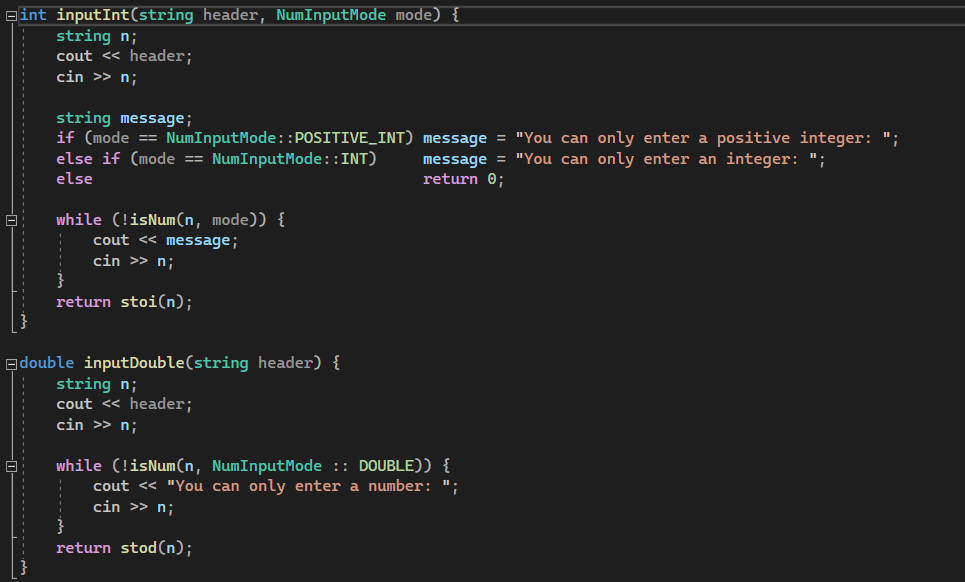 int inputInt(string header, NumInputMode mode) {
    string n;
    cout << header;
    cin >> n;

    string message;
    if (mode == NumInputMode::POSITIVE_INT) message = "You can only enter a positive integer: ";
    else if (mode == NumInputMode::INT)     message = "You can only enter an integer: ";
    else                                    return 0;

    while (!isNum(n, mode)) {
        cout << message;
        cin >> n;
    }
    return stoi(n);
}

double inputDouble(string header) {
    string n;
    cout << header;
    cin >> n;

    while (!isNum(n, NumInputMode :: DOUBLE)) {
        cout << "You can only enter a number: ";
        cin >> n;
    }
    return stod(n);
}